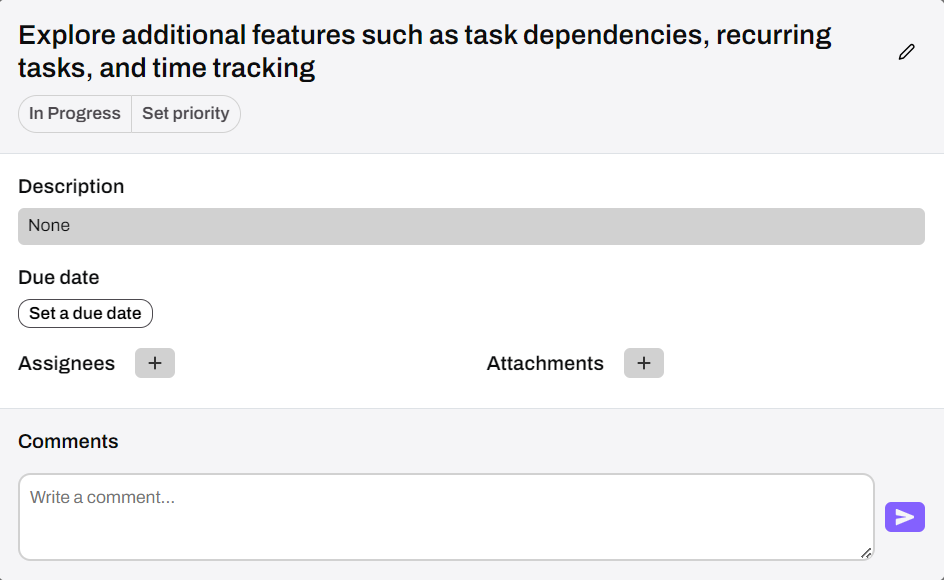 Explore additional features such as task dependencies, recurring
tasks, and time tracking
In Progress Set priority
Description
None
Due date
Set a due date
Assignees + Attachments +
Comments
Write a comment...